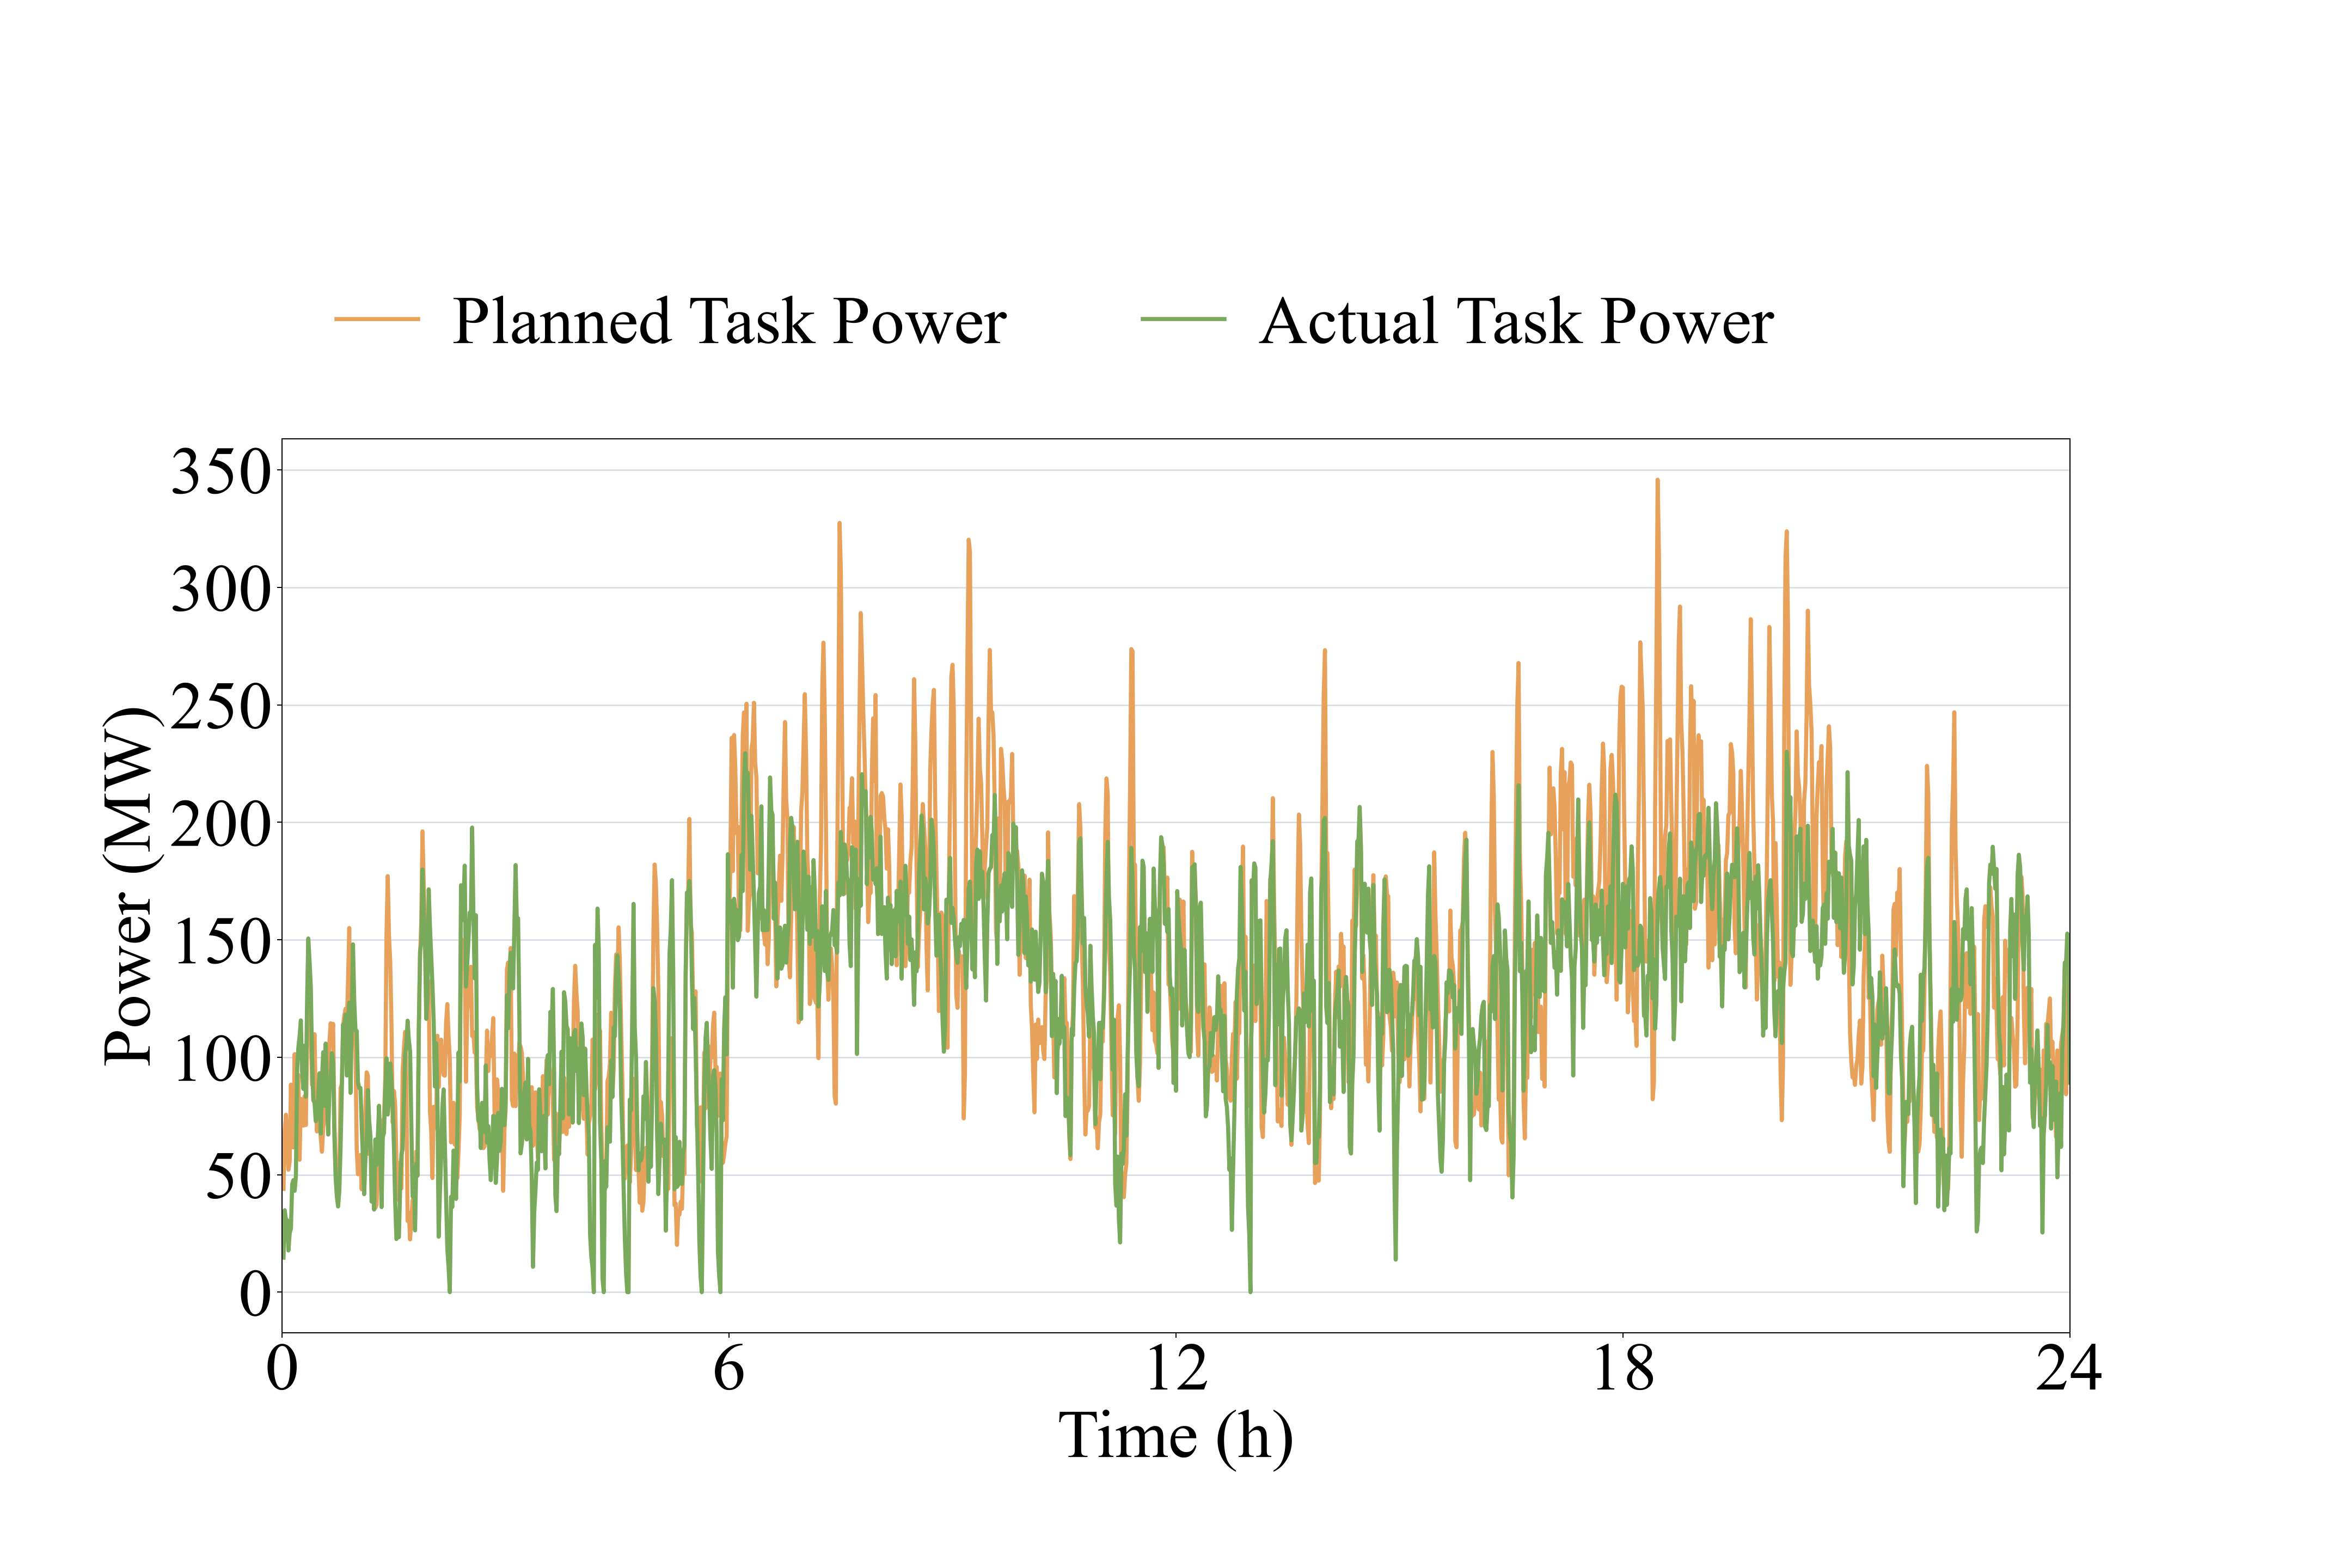 Planned Task Power
Actual Task Power
350
300
250
200
150
100
50
0
Power (MW)
0 6 12 18 24
Time (h)